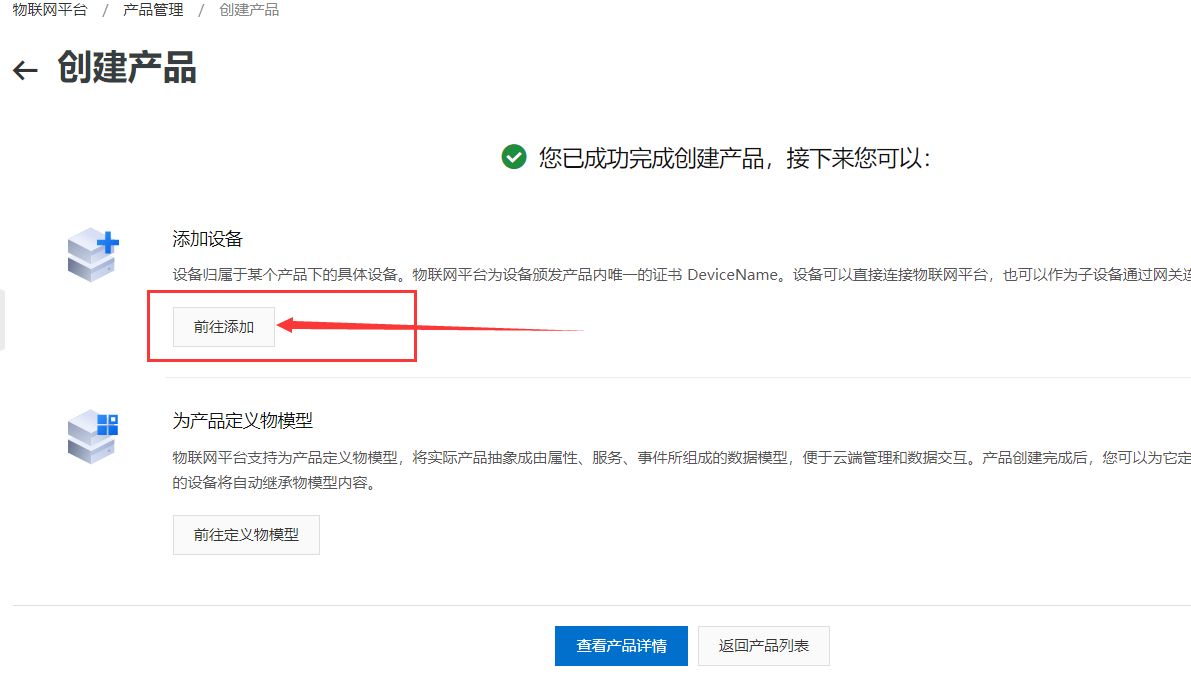 物联网平台 / 产品管理 / 创建产品
创建产品
您已成功完成创建产品，接下来您可以：
添加设备
设备归属于某个产品下的具体设备。物联网平台为设备颁发产品内唯一的证书 DeviceName。设备可以直接连接物联网平台，也可以作为子设备通过网关连
前往添加
为产品定义物模型
物联网平台支持为产品定义物模型，将实际产品抽象成由属性、服务、事件所组成的数据模型，便于云端管理和数据交互。产品创建完成后，您可以为它定
的设备将自动继承物模型内容。
前往定义物模型
查看产品详情 返回产品列表